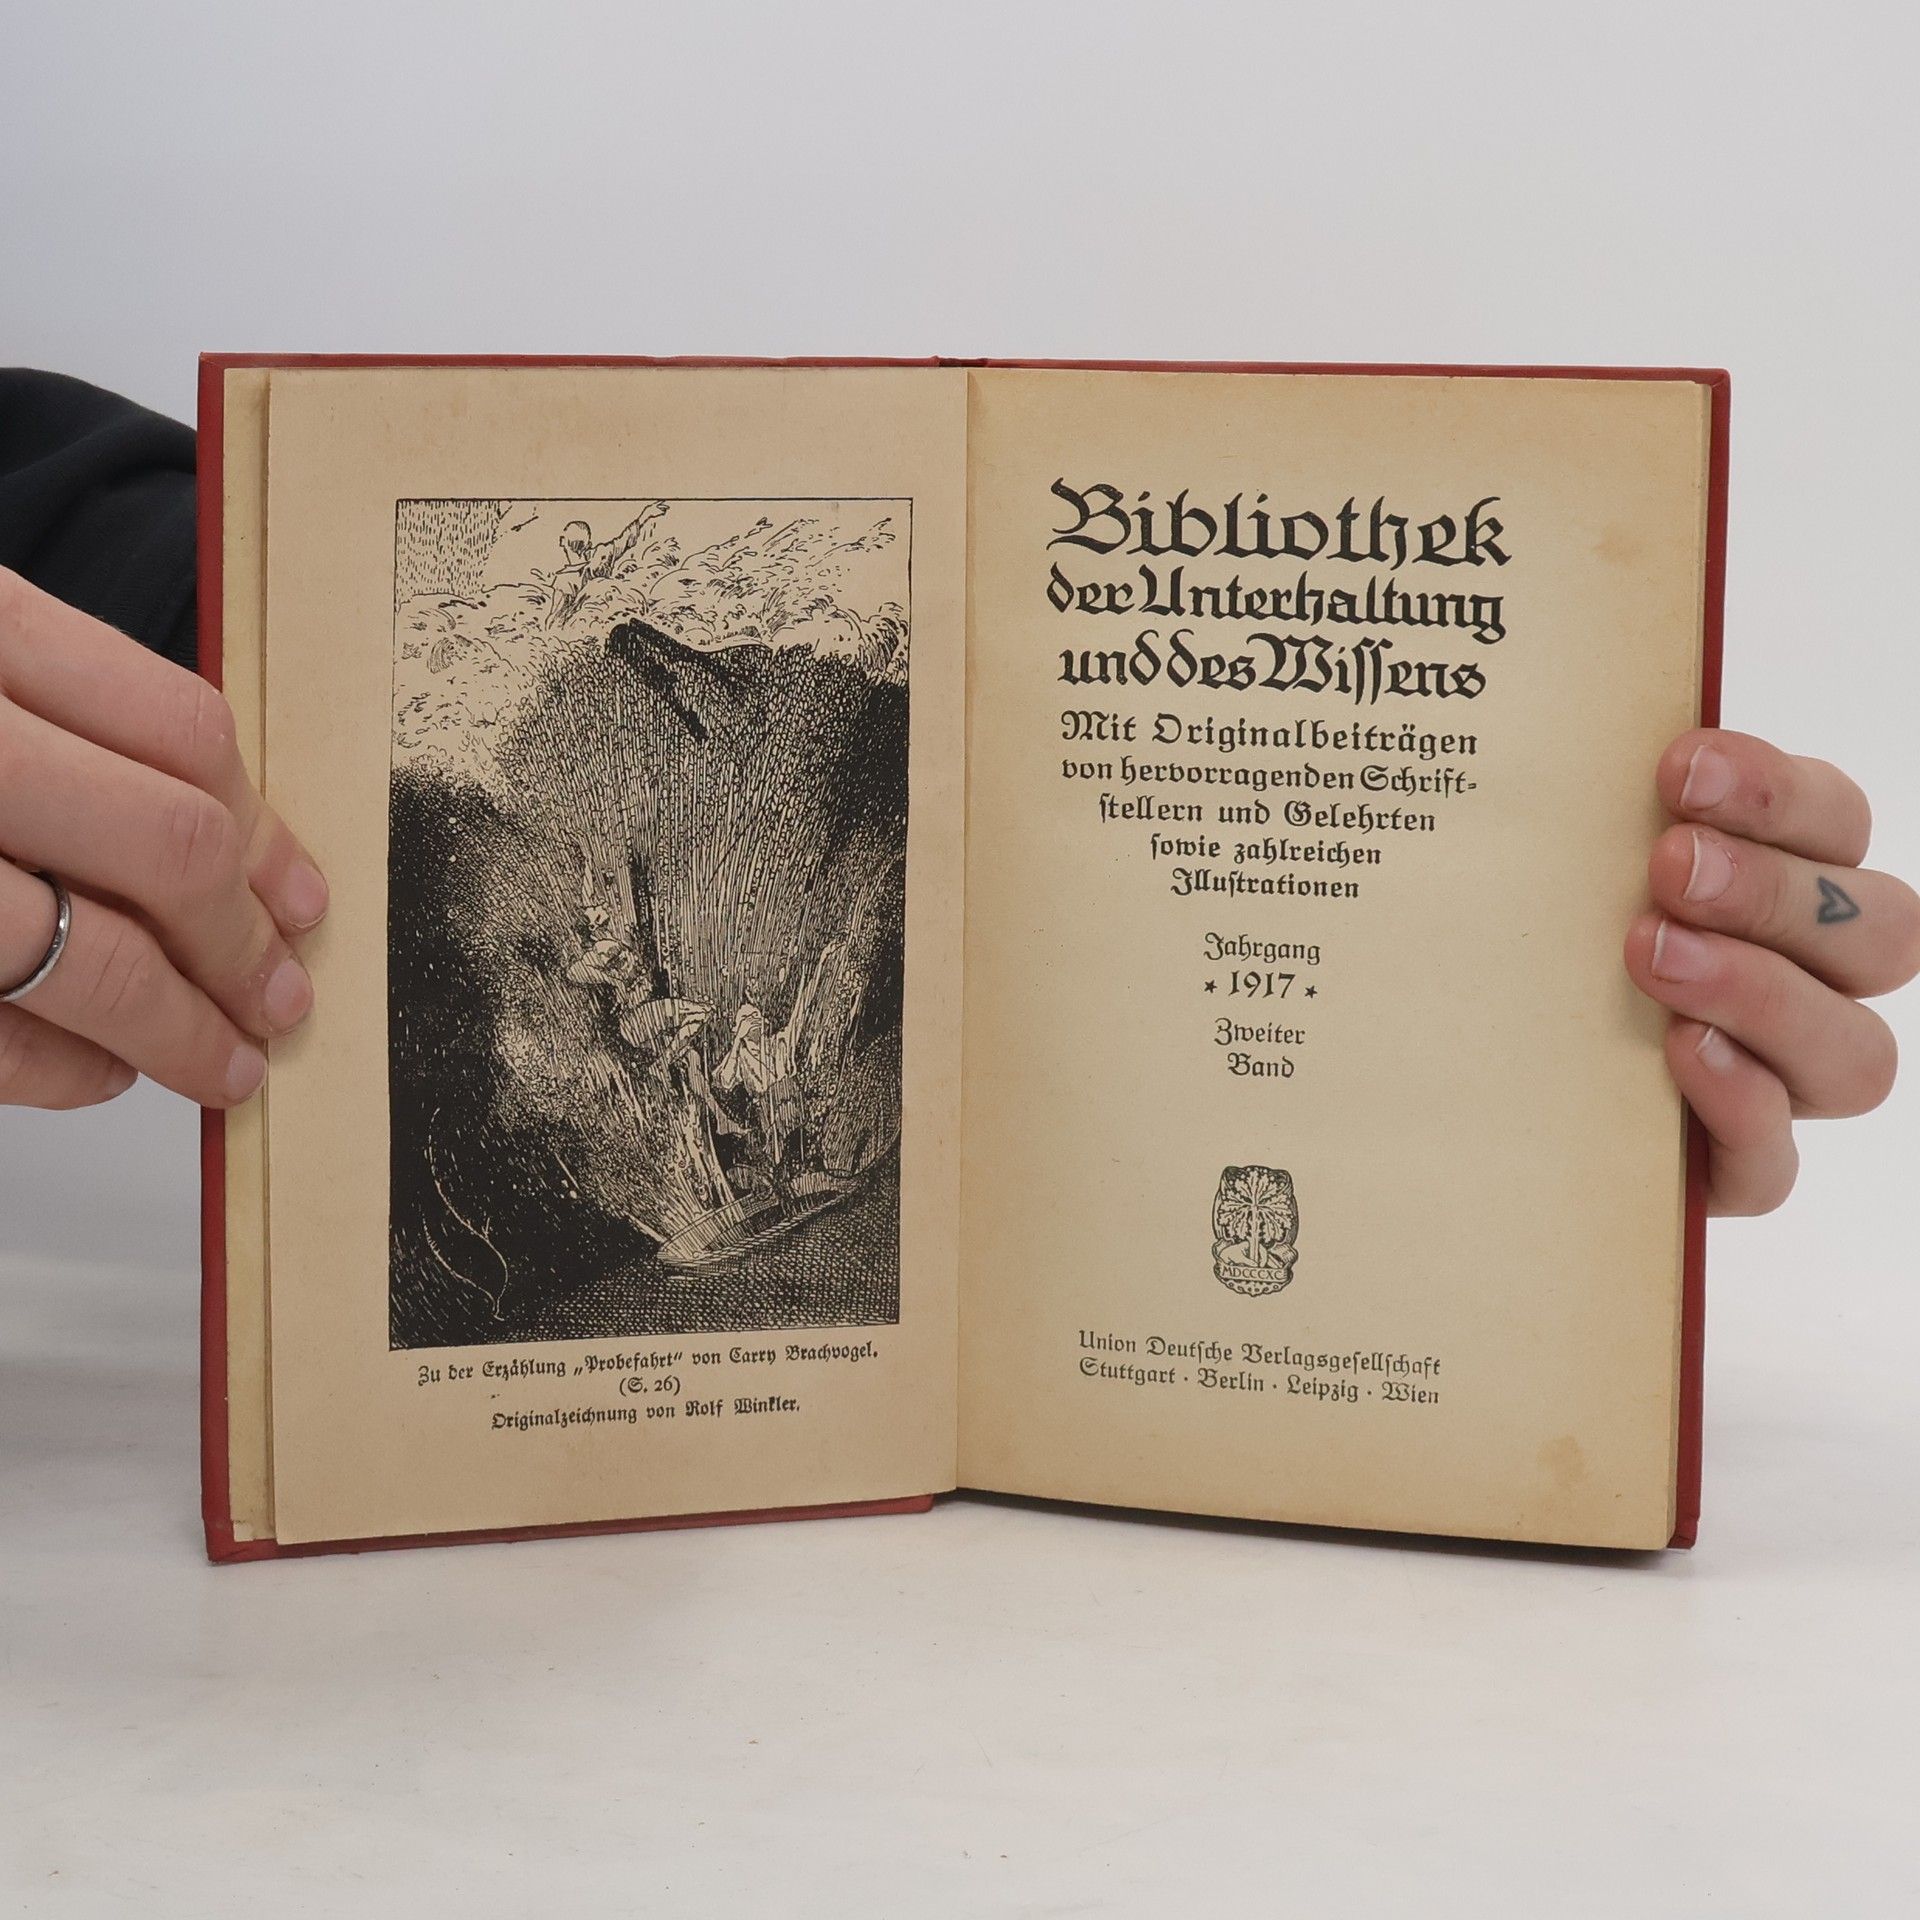 Zu der Erzählung „Probefahrt“ von Carry Brachvogel.
(S. 26)
Originalzeichnung von Rolf Winkler.
Bibliothek
der Unterhaltung
und des Wissens
Mit Originalbeiträgen
von hervorragenden Schrift-
stellern und Gelehrten
sowie zahlreichen
Illustrationen
Jahrgang
* 1917 *
Zweiter
Band
MDCCCXC
Union Deutsche Verlagsgesellschaft
Stuttgart · Berlin · Leipzig · Wien